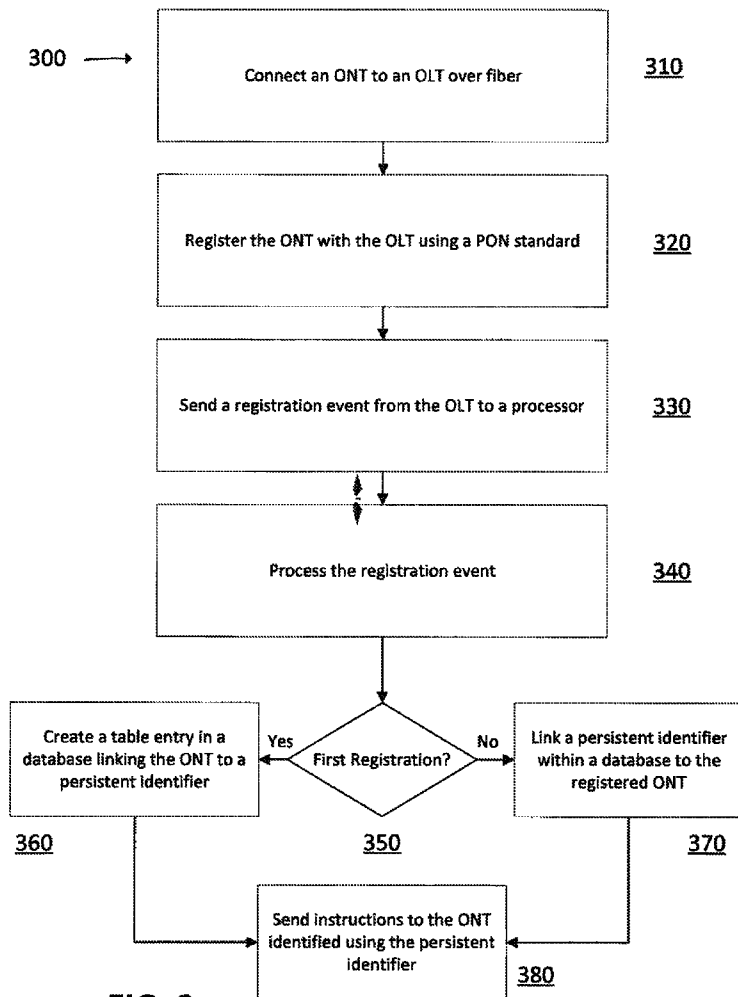 300
Connect an ONT to an OLT over fiber
310
Register the ONT with the OLT using a PON standard
320
Send a registration event from the OLT to a processor
330
Process the registration event
340
Create a table entry in a
database linking the ONT to a
persistent identifier
Yes
First Registration?
No
Link a persistent identifier
within a database to the
registered ONT
360
350
370
Send instructions to the ONT
identified using the persistent
identifier
380